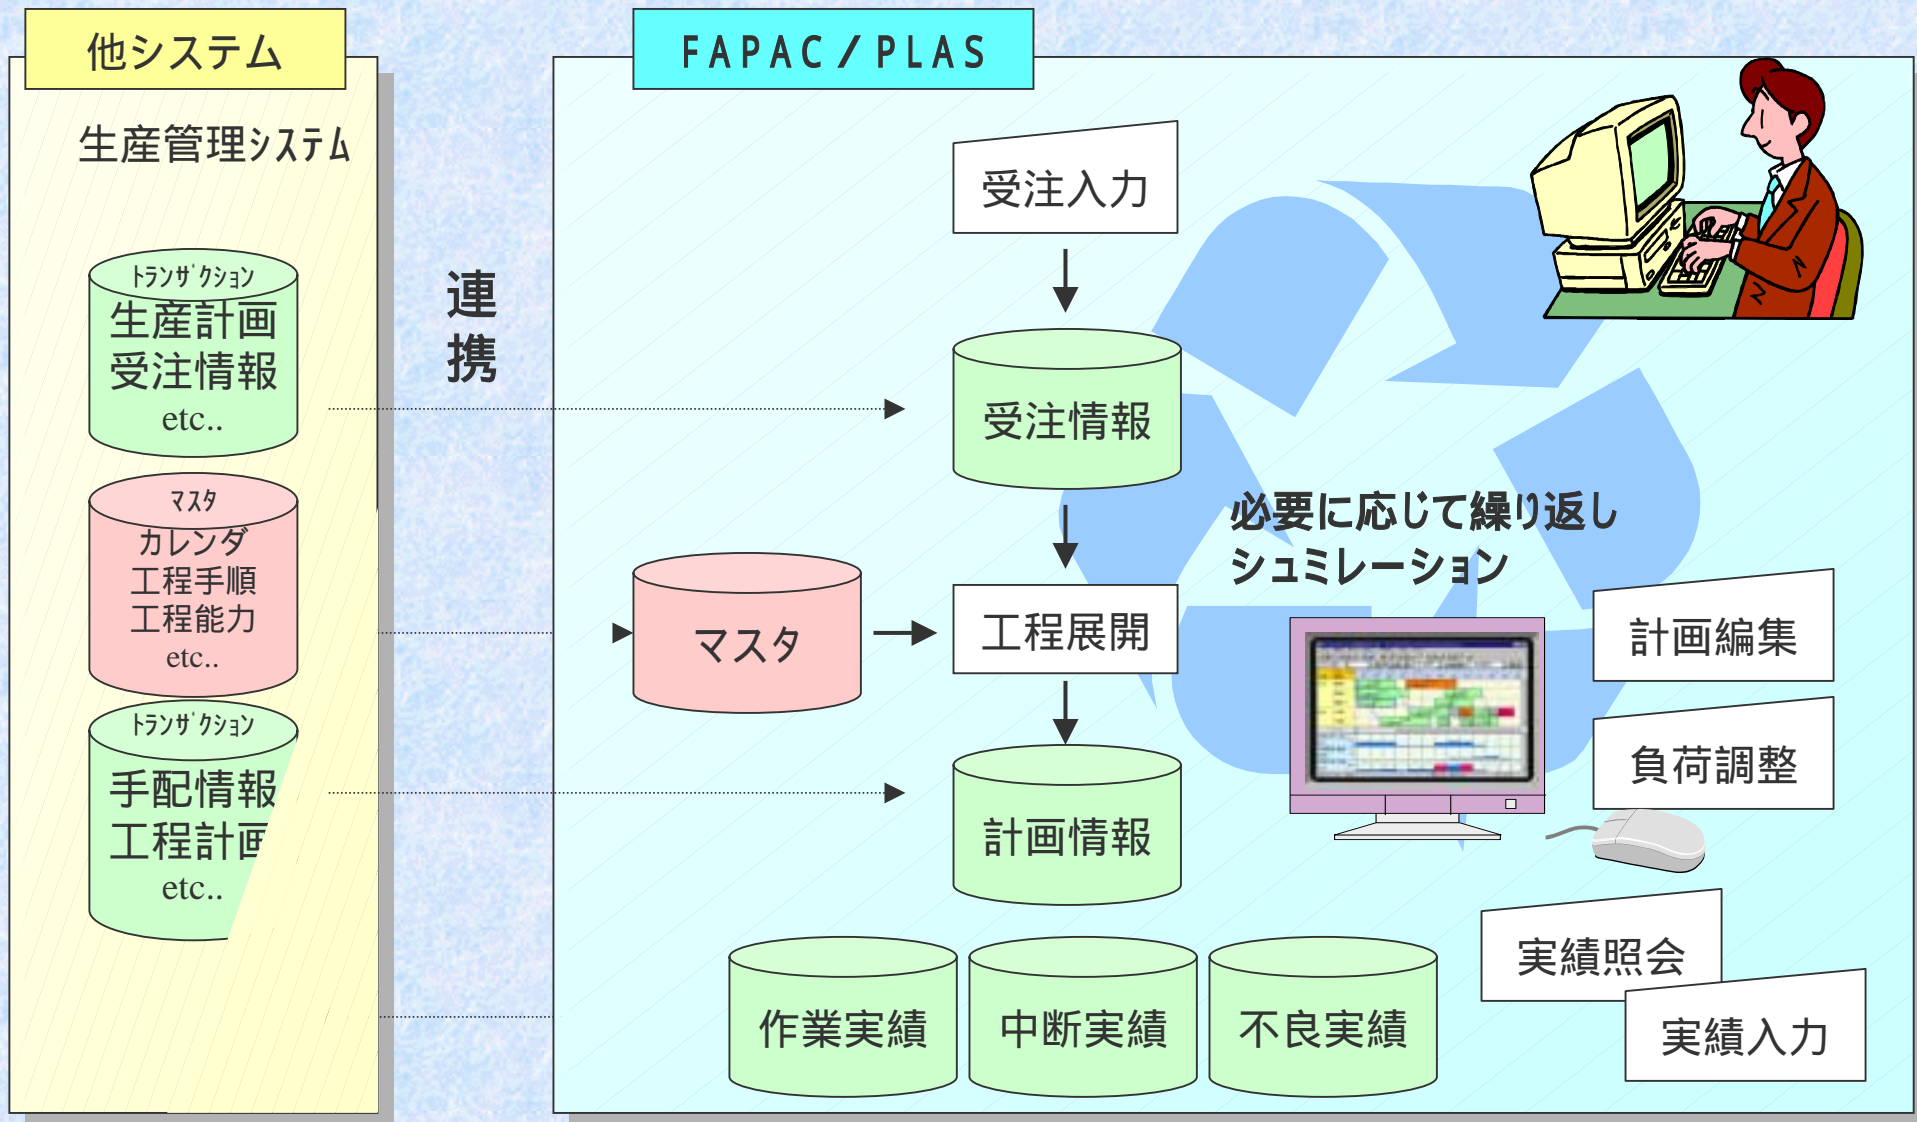 他システム
生産管理ｼｽﾃﾑ
ﾄﾗﾝｻﾞｸｼｮﾝ
生産計画
受注情報
etc..
ﾏｽﾀ
カレンダ
工程手順
工程能力
etc..
ﾄﾗﾝｻﾞｸｼｮﾝ
手配情報
工程計画
etc..
連
携
ＦＡＰＡＣ／ＰＬＡＳ
受注入力
受注情報
マスタ
工程展開
計画情報
必要に応じて繰り返し
シュミレーション
計画編集
負荷調整
実績照会
実績入力
作業実績
中断実績
不良実績